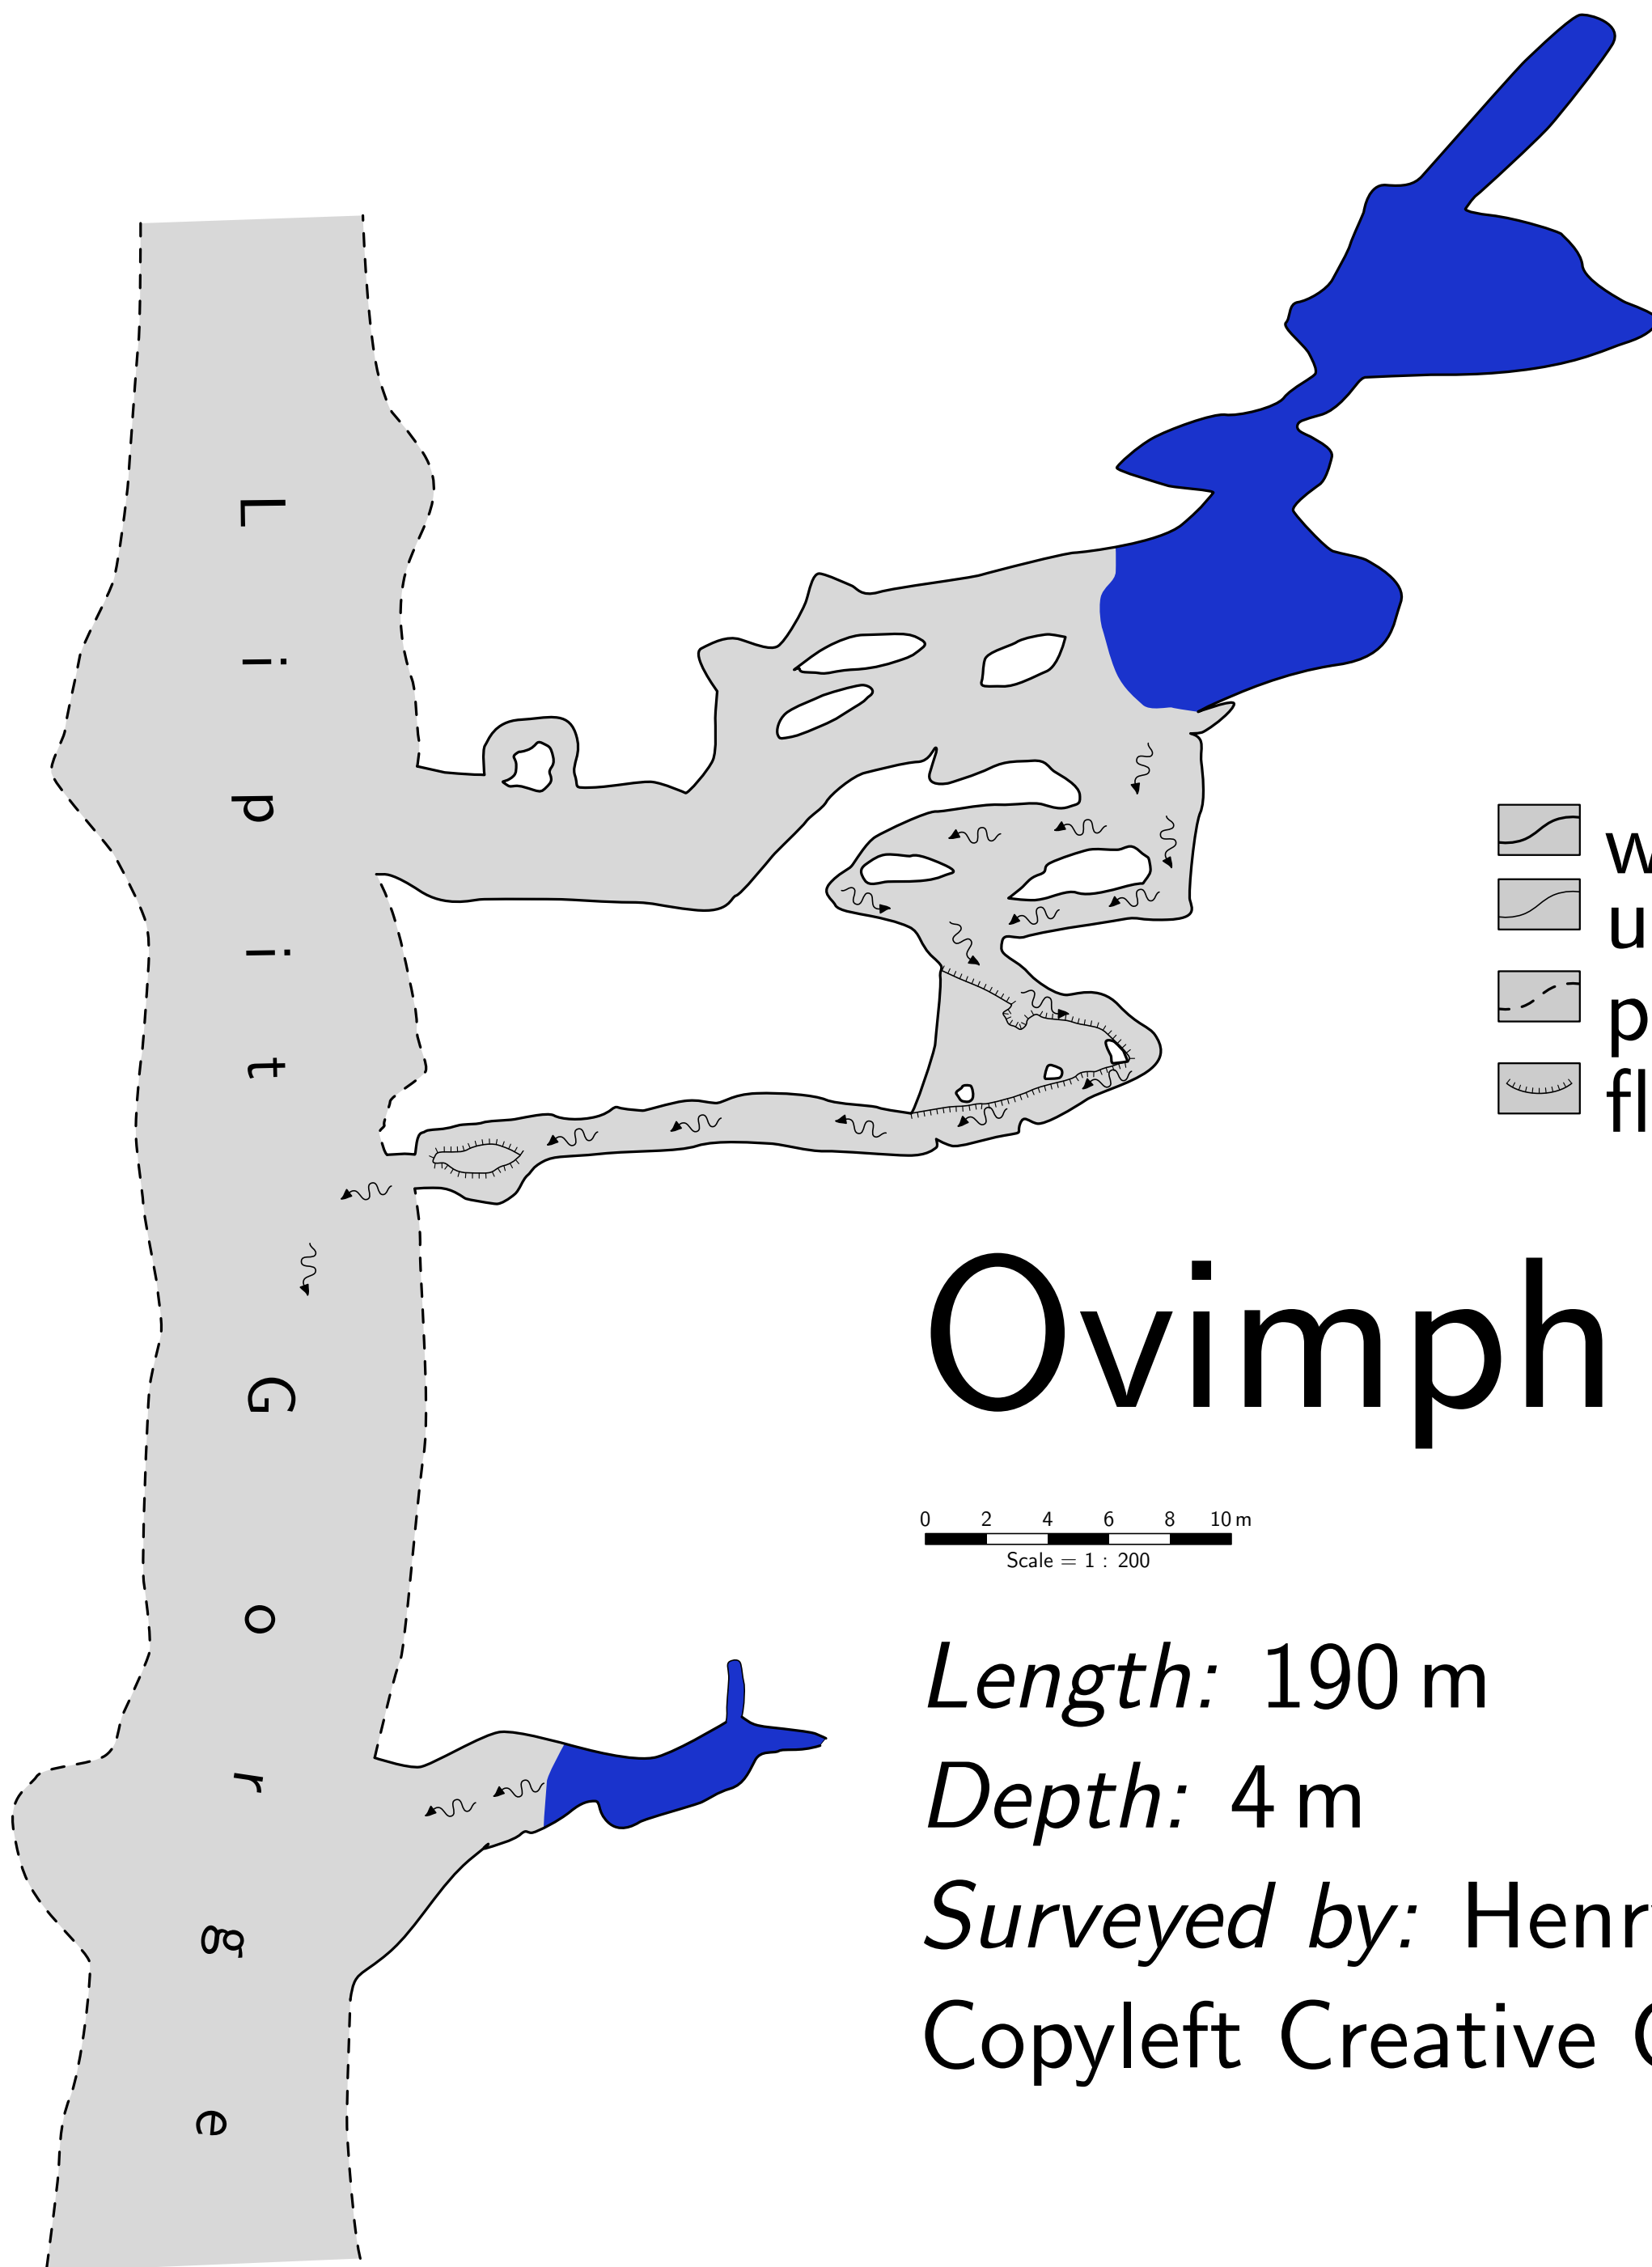 Lipit Gorge
Ovimph
0 2 4 6 8 10 m
Scale = 1 : 200
Length: 190 m
Depth: 4 m
Surveyed by:
Copyleft Creative